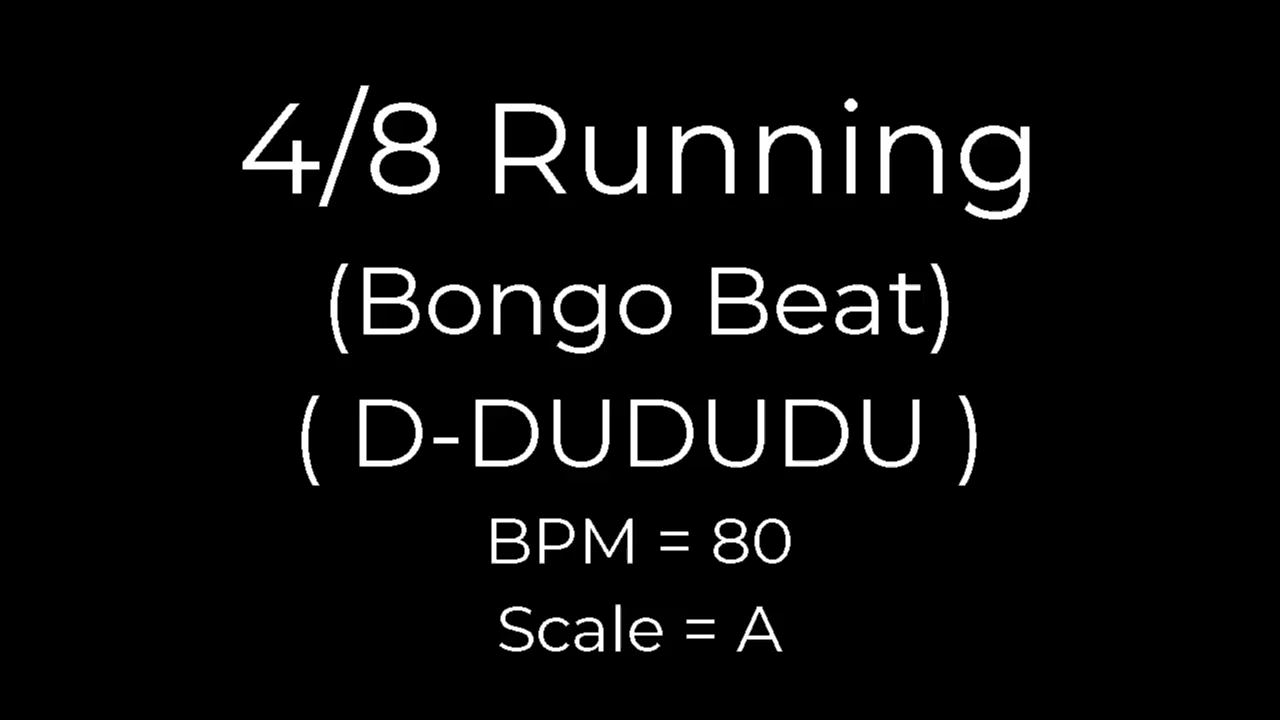 4/8 Running
(Bongo Beat)
( D-DUDUDU )
BPM = 80
Scale = A